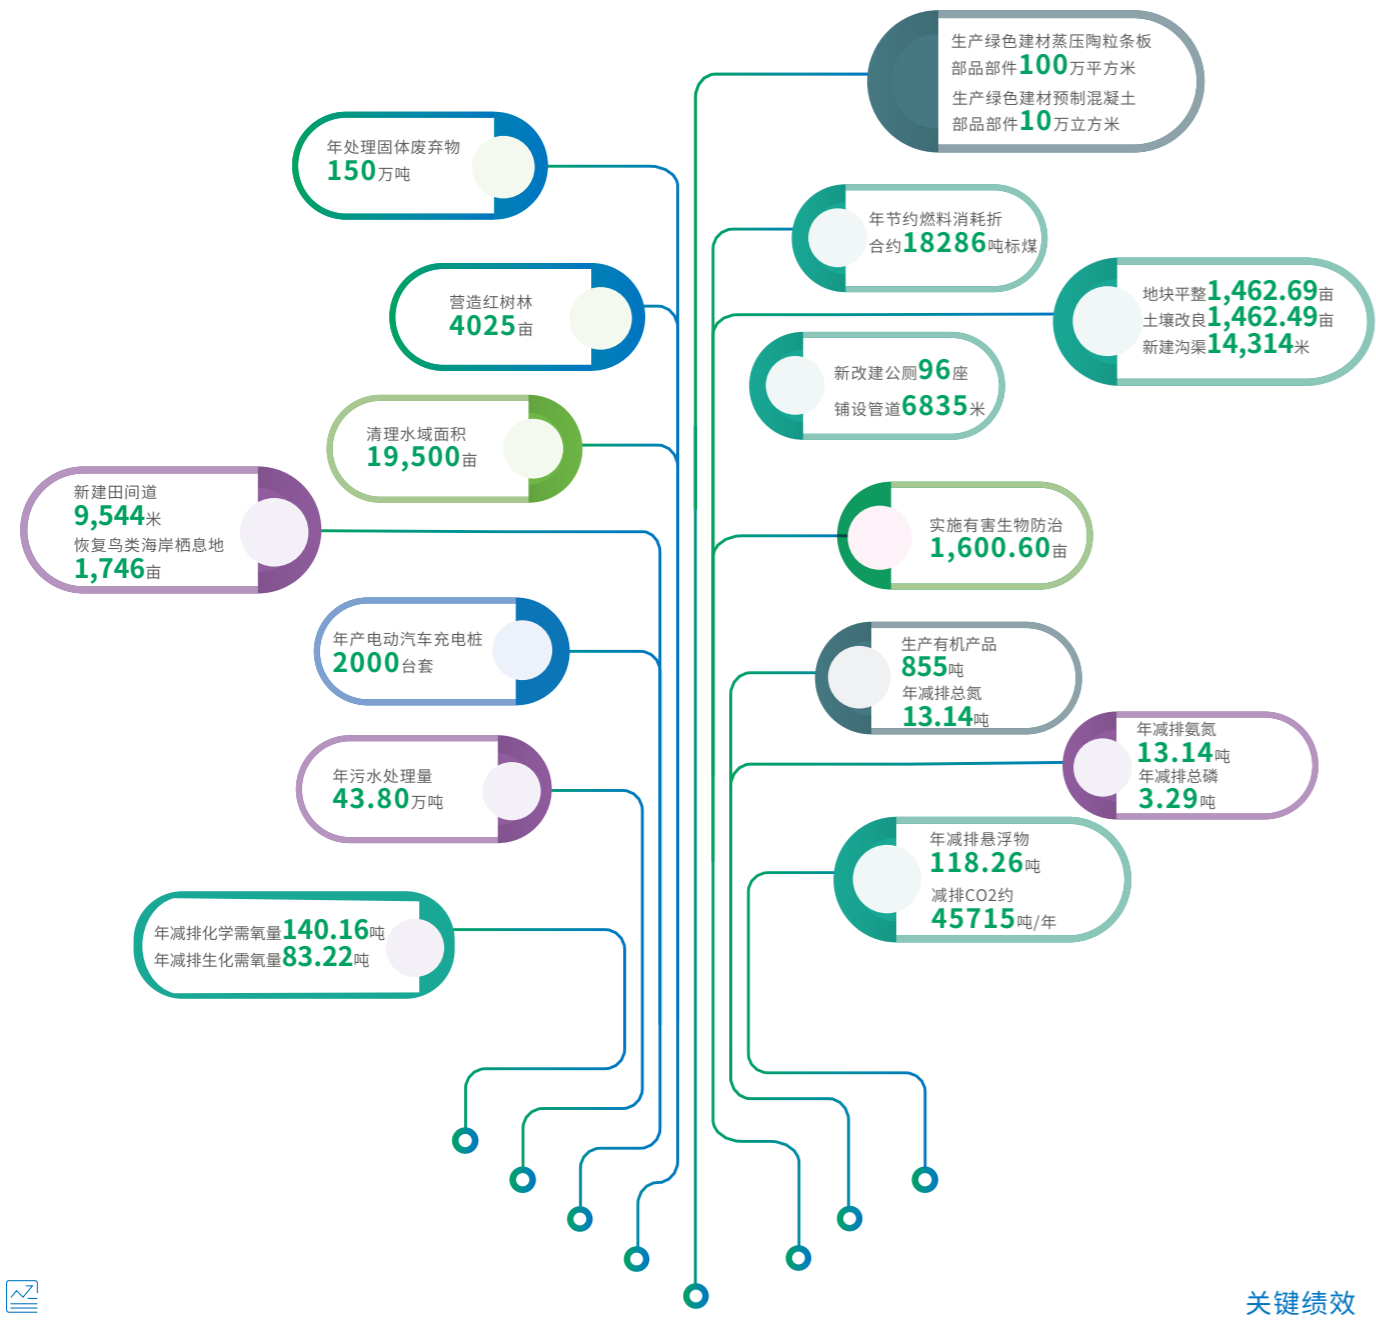 生产绿色建材蒸压陶粒条板
部品部件100万平方米
生产绿色建材预制混凝土
部品部件10万立方米
年处理固体废弃物
150万吨
年节约燃料消耗折
合约18286吨标煤
营造红树林
4025亩
地块平整1,462.69亩
土壤改良1,462.49亩
新建沟渠14,314米
新改建公厕96座
铺设管道6835米
清理水域面积
19,500亩
新建田间道
9,544米
恢复鸟类海岸栖息地
1,746亩
实施有害生物防治
1,600.60亩
年产电动汽车充电桩
2000台套
生产有机产品
855吨
年减排总氮
13.14吨
年减排氨氮
13.14吨
年减排总磷
3.29吨
年污水处理量
43.80万吨
年减排悬浮物
118.26吨
减排CO2约
45715吨/年
年减排化学需氧量140.16吨
年减排生化需氧量83.22吨
关键绩效